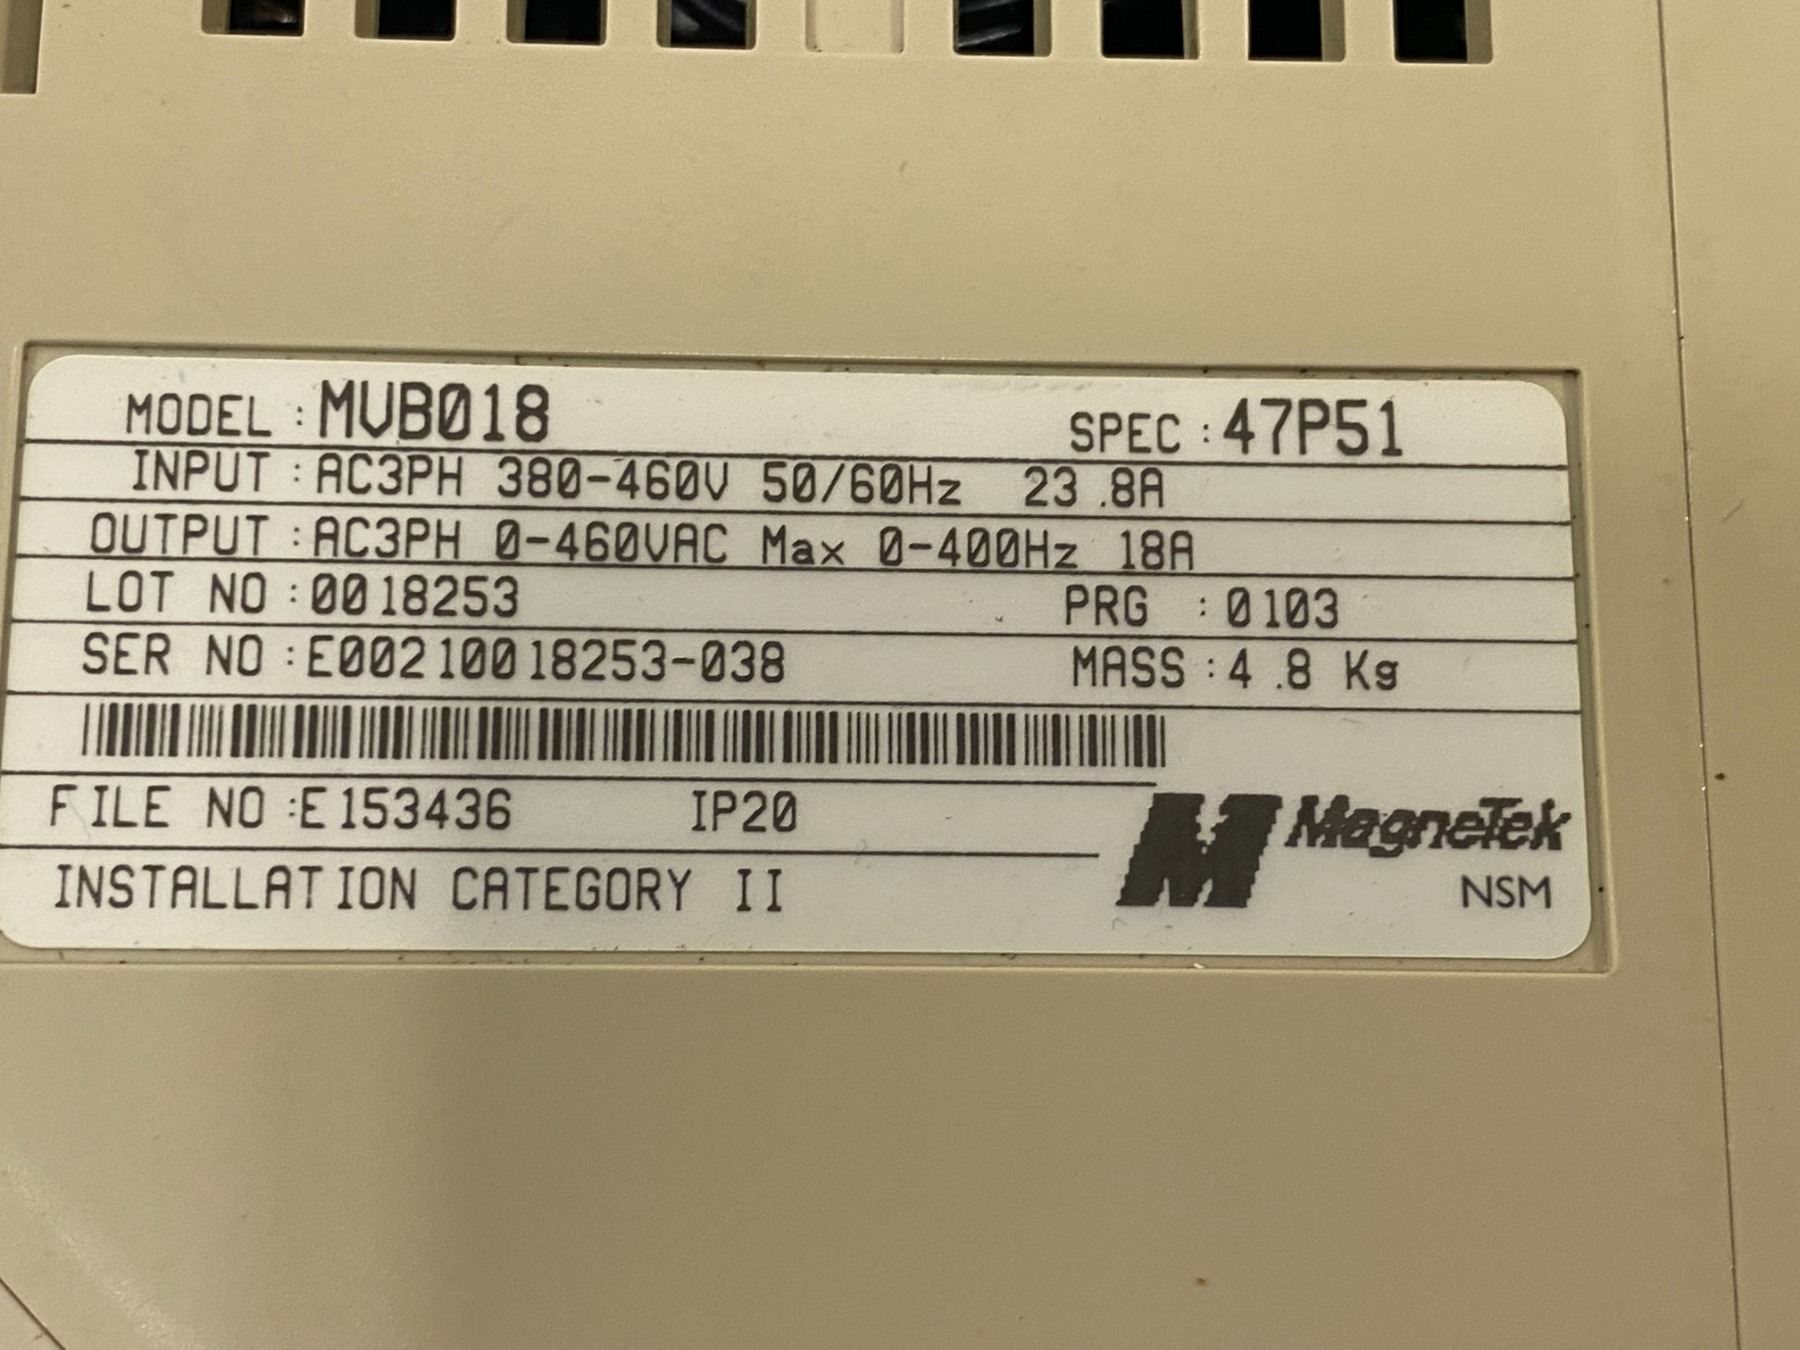 MODEL : MVB018 SPEC : 47P51
INPUT : AC3PH 380-460V 50/60Hz 23.8A
OUTPUT : AC3PH 0-460VAC Max 0-400Hz 18A
LOT NO : 0018253 PRG : 0103
SER NO : E00210018253-038 MASS : 4.8 Kg
FILE NO : E153436 IP20
MagneTek
NSM
INSTALLATION CATEGORY II